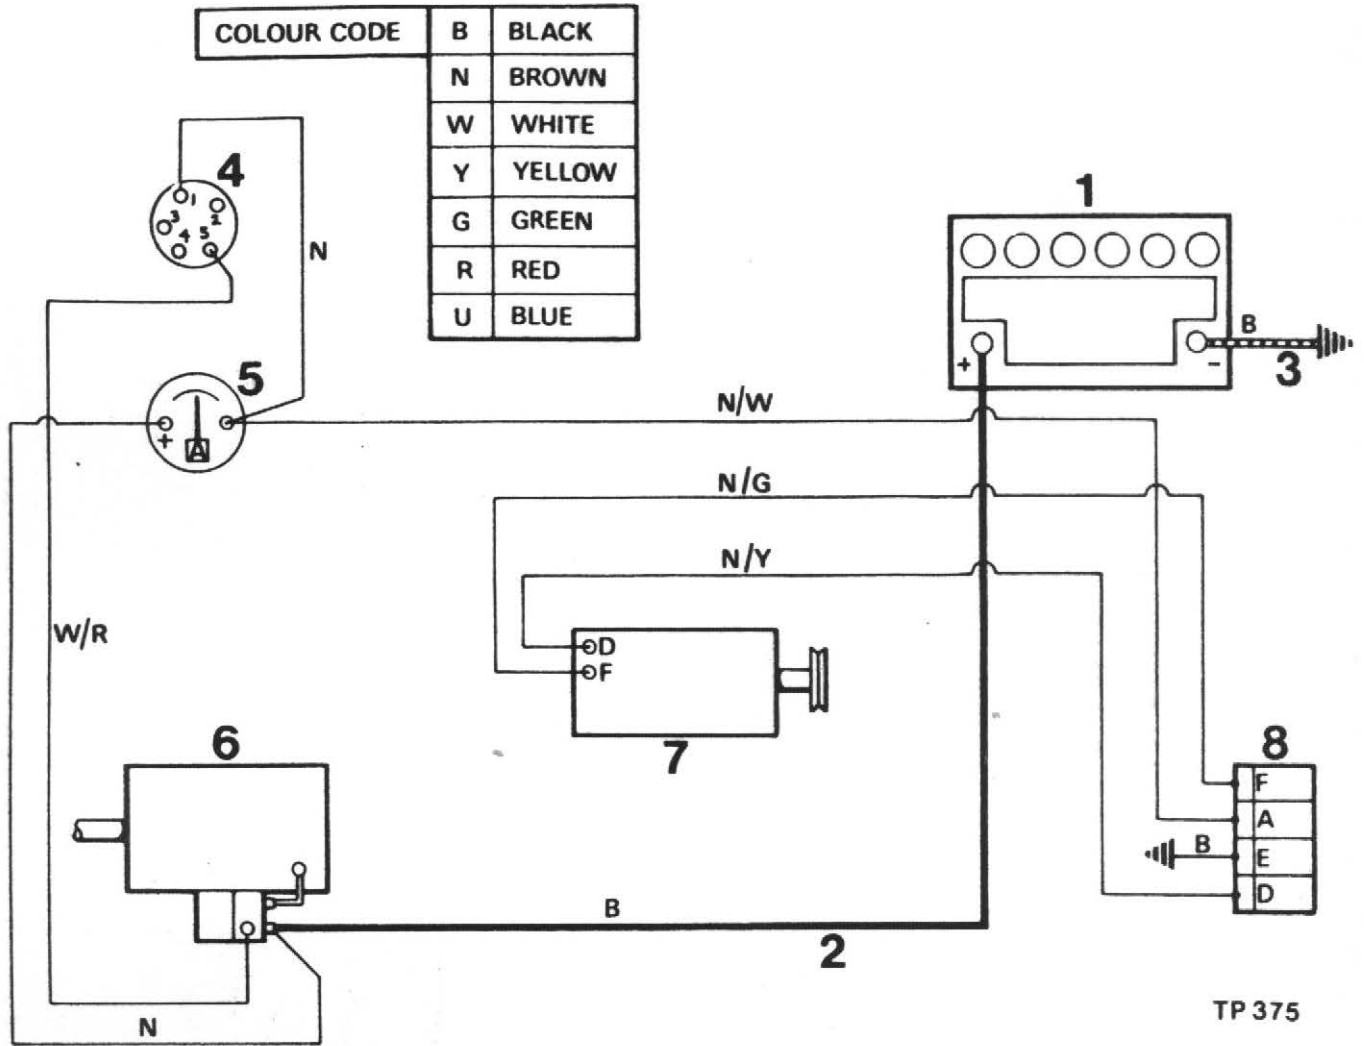 COLOUR CODE B BLACK
N BROWN
W WHITE
Y YELLOW
G GREEN
R RED
U BLUE
4
1
2
3
4 5
N
5
+
A
1
+
-
B
3
N/W
N/G
N/Y
W/R
D
F
7
6
8
F
A
B E
D
B
2
N
TP 375